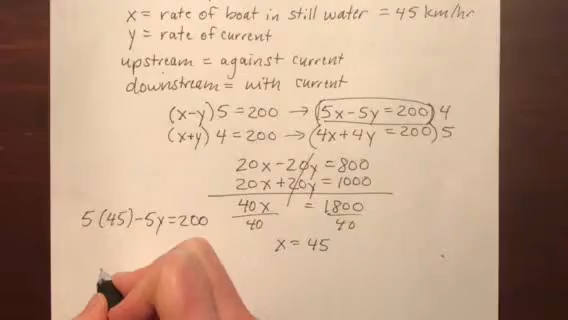 x = rate of boat in still water = 45 km/hr
y = rate of current
upstream = against current
downstream = with current
(x-y)5 = 200 → (5x-5y = 200)4
(x+y)4 = 200 → (4x+4y = 200)5
20x - 20y = 800
20x + 20y = 1000
40x = 1800
40 40
5(45)-5y=200
x = 45